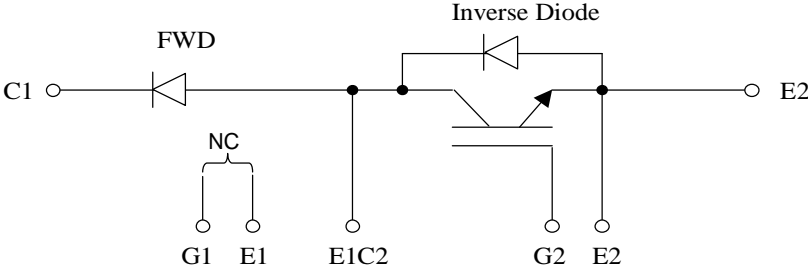 Inverse Diode
FWD
C1
E2
NC
G1 E1 E1C2 G2 E2